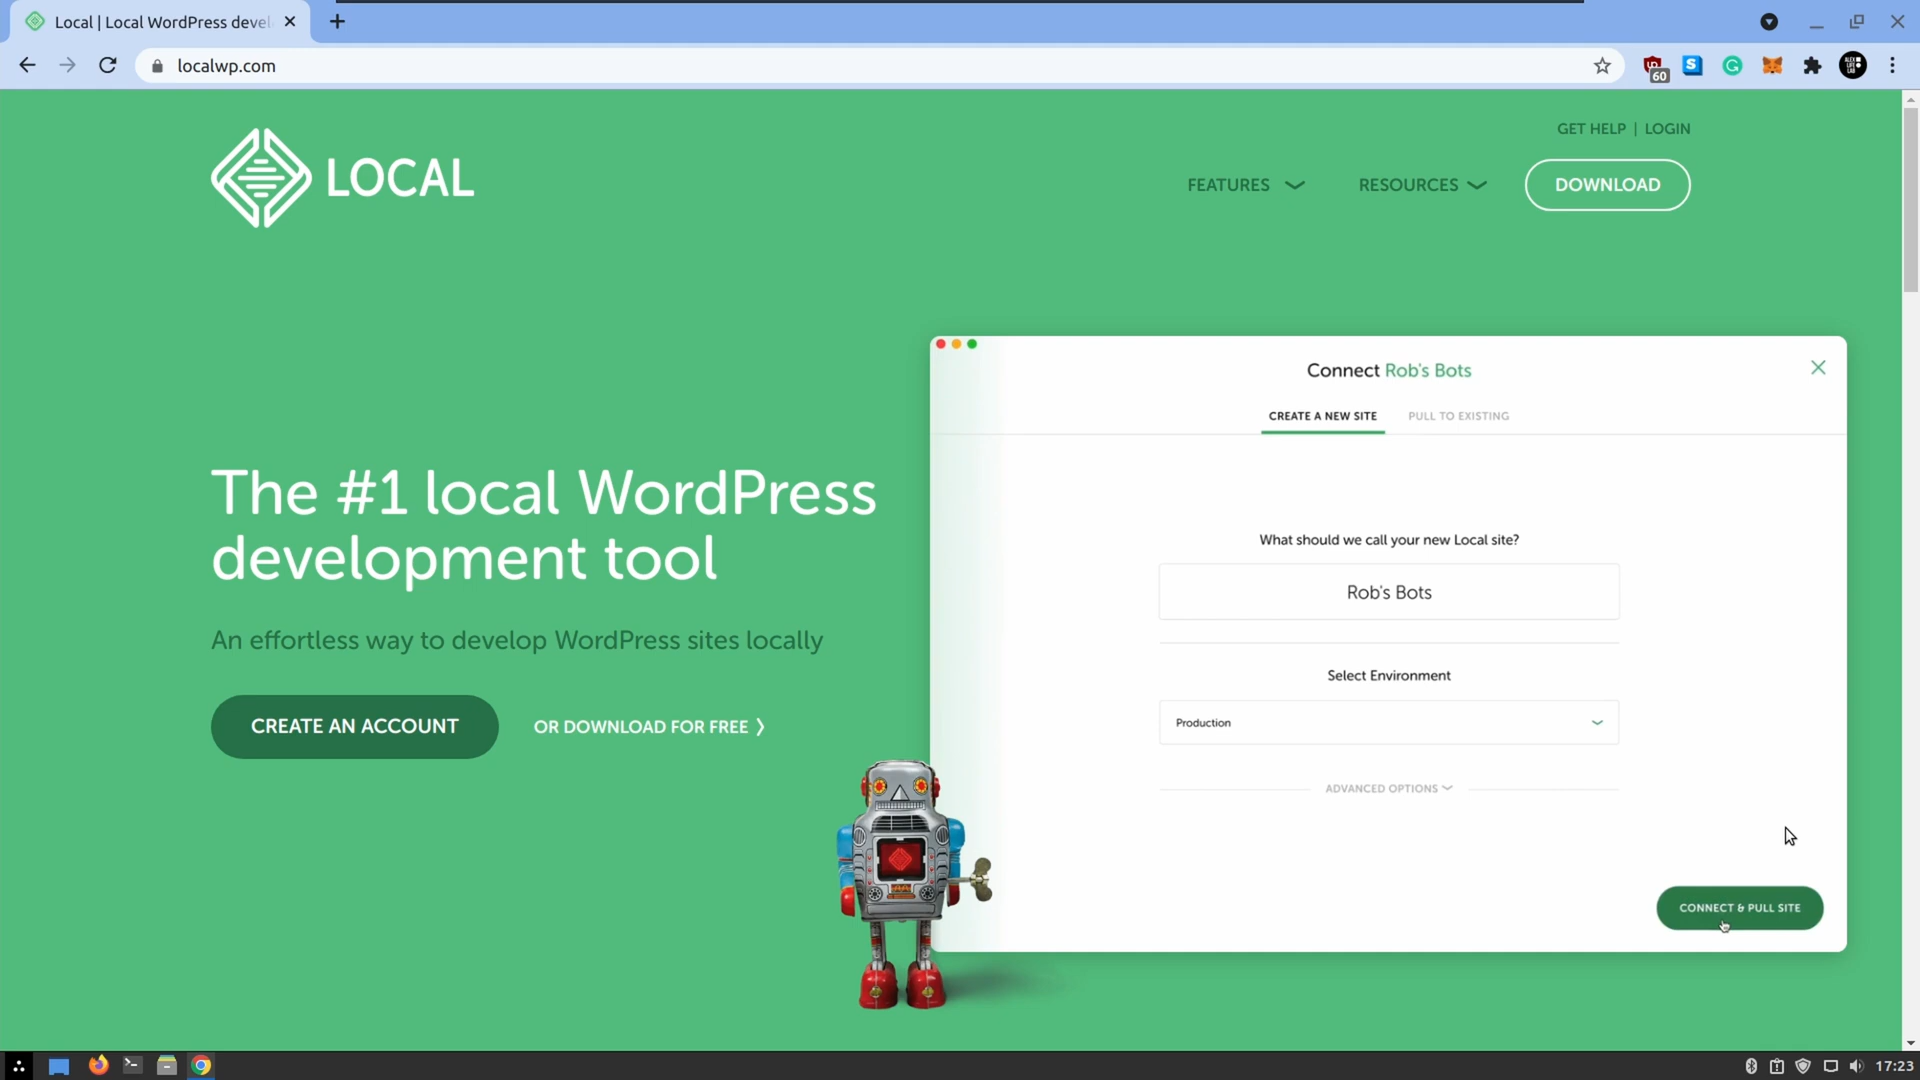 Local | Local WordPress devel
localwp.com
60
ALEX
LIFE
LAB
GET HELP | LOGIN
LOCAL
FEATURES
RESOURCES
DOWNLOAD
Connect Rob's Bots
CREATE A NEW SITE
PULL TO EXISTING
The #1 local WordPress
development tool
What should we call your new Local site?
Rob's Bots
An effortless way to develop WordPress sites locally
Select Environment
CREATE AN ACCOUNT
OR DOWNLOAD FOR FREE ❭
Production
ADVANCED OPTIONS
CONNECT & PULL SITE
17:23